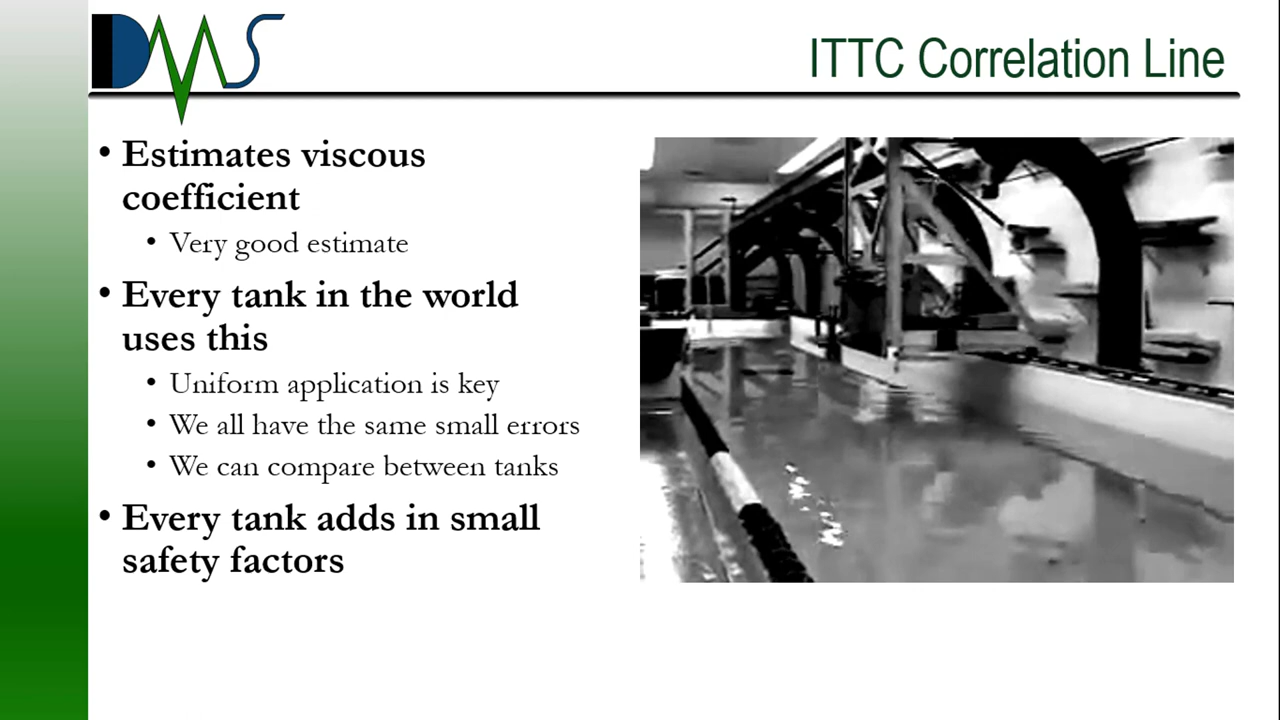 DMS
ITTC Correlation Line
• Estimates viscous
coefficient
• Very good estimate
• Every tank in the world
uses this
• Uniform application is key
• We all have the same small errors
• We can compare between tanks
• Every tank adds in small
safety factors